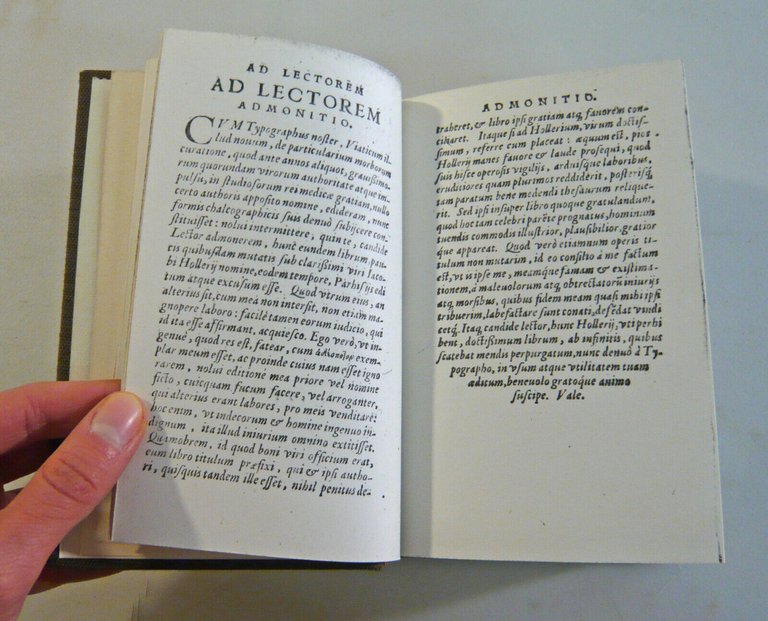 AD LECTOREM
AD LECTOREM
ADMONITIO.
CVM Typographus noster, Viaticum il-
lud nouum, de particularium morborum
curatione, quod ante annos aliquot, grauißimo-
rum quorundam virorum authoritate atque im-
pulsu, in studiosorum rei medicæ gratiam, nullo
certo authoris apposito nomine, edideram, nunc
formis chalcographicis suis denuò subijcere con-
stituisset: nolui intermittere, quin te, candide
Lector admonerem, hunc eundem librum, pau-
tis quibusdam mutatis sub clarißimi viri Iaco-
bi Hollerij nomine, eodem tempore, Parhisijs edi
tum atque excusum esse. Quod virum eius, an
alterius sit, cum mea non intersit, non etiam ma-
gnopere laboro: facilè tamen eorum iudicio, qui
id ita esse affirmant, acquiesco. Ego verò, vt in-
genuè, quod res est, fatear, cum exem-
plar meum esset, ac proinde cuius nam esset igno
rarem, nolui editione mea priore vel nomine
ficto, cuiquam fucum facere, vel arroganter,
qui alterius erant labores, pro meis venditare:
hoc enim, vt indecorum & homine ingenuo in-
dignum, ita illud iniurium omnino extitisset.
Quamobrem, id quod boni viri officium erat,
eum libro titulum præfixi, qui & ipsi autho-
ri, quisquis tandem ille esset, nihil penitus de-
ADMONITIO.
traheret, & libro ipsi gratiam atq; fauorem con-
ciliaret. Itaque si ad Hollerium, virum doctis-
simum, referre cum placeat: æquum est, pios
Hollerij manes fauore & laude prosequi, quod
suis hisce operosis vigilijs, arduisque laboribus,
eruditiores quam plurimos reddiderit, posterisq;
tam paratum bene medendi thesaurum relique-
rit. Sed ipsi insuper libro quoque gratulandum,
quod hoc tam celebri parēte prognatus, hominum
tuendis commodis illustrior, plausibilior, gratior
que appareat. Quod verò etiamnum operis ti-
tulum non mutarim, id eo consilio à me factum
est, vt is ipse me, meamque famam & existima-
tionem, à maleuolorum atq; obtrectatorū iniurijs
atq; morsibus, quibus fidem meam quasi mihi ipsi
tribuerim, labefactare sunt conati, defēdat vindi
cetq;. Itaq; candide lector, hunc Hollerij, vti perhi
bent, doctißimum librum, ab infinitis, quibus
scatebat mendis perpurgatum, nunc denuò à Ty-
pographo, in vsum atque vtilitatem tuam
æditum, beneuolo gratoque animo
suscipe. Vale.